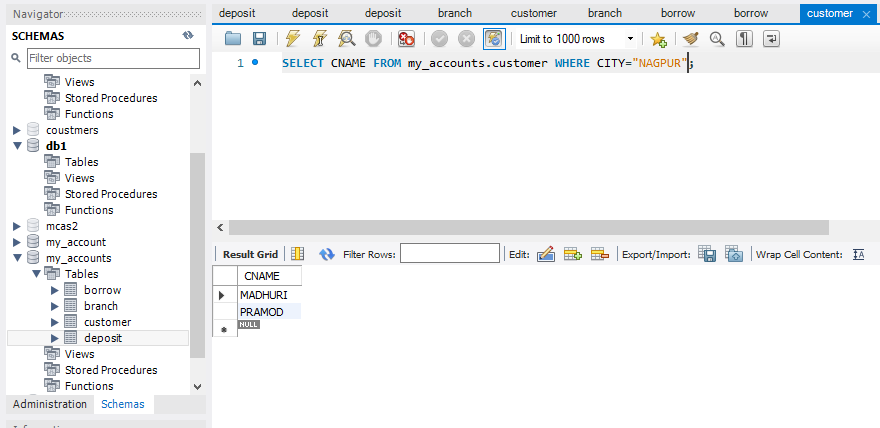 Navigator
SCHEMAS
Filter objects
Views
Stored Procedures
Functions
coustmers
db1
Tables
Views
Stored Procedures
Functions
mcas2
my_account
my_accounts
Tables
borrow
branch
customer
deposit
Views
Stored Procedures
Functions
Administration Schemas
deposit deposit deposit branch customer branch borrow borrow customer
Limit to 1000 rows
1 SELECT CNAME FROM my_accounts.customer WHERE CITY="NAGPUR";
Result Grid Filter Rows: Edit: Export/Import: Wrap Cell Content:
CNAME
MADHURI
PRAMOD
NULL